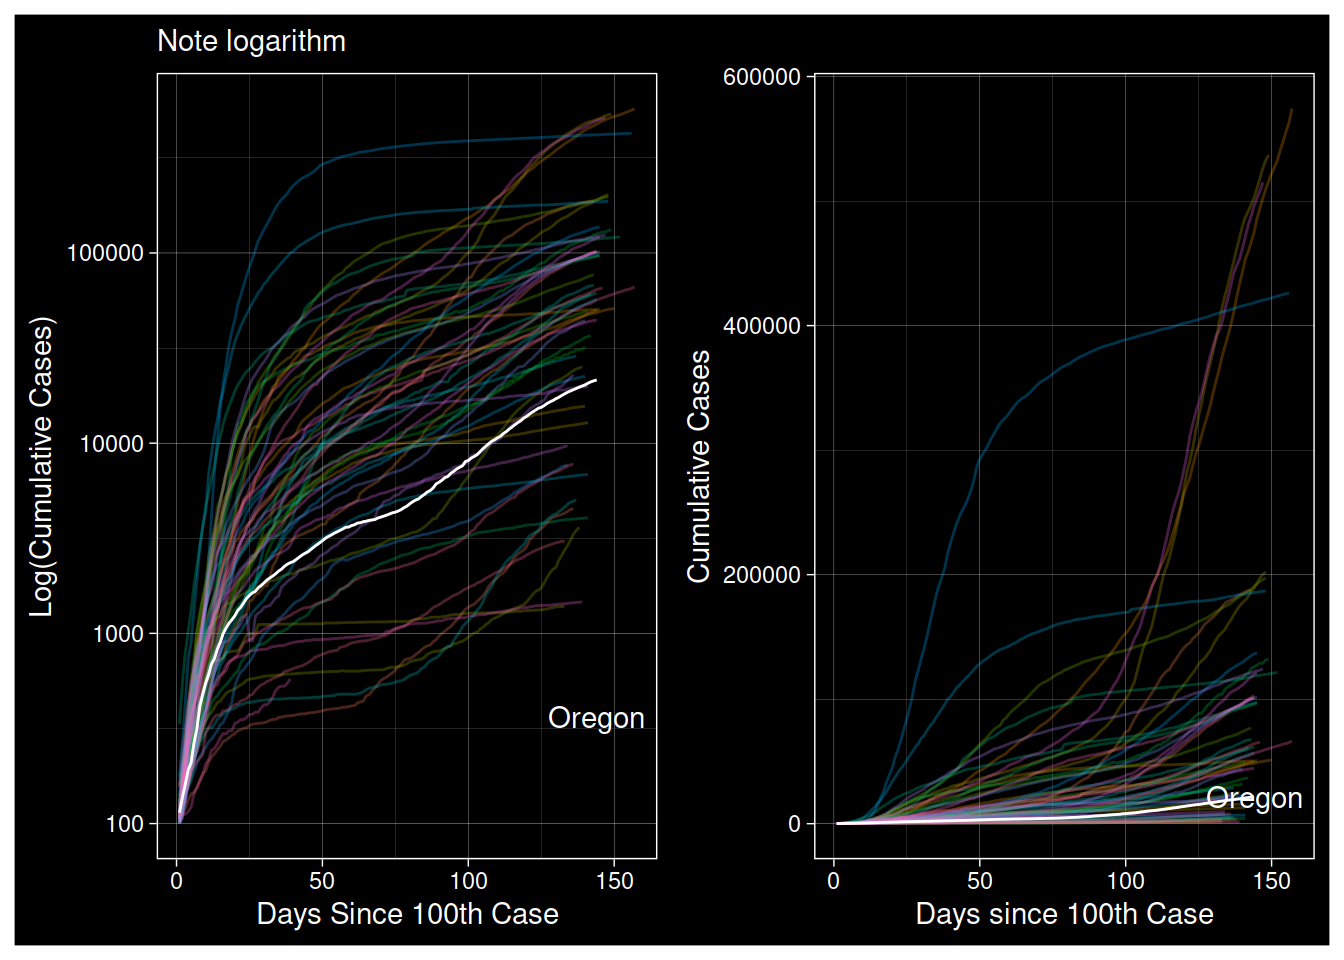 Note logarithm
Log(Cumulative Cases)
100000
10000
1000
100
0
50
100
150
Days Since 100th Case
Oregon
Cumulative Cases
600000
400000
200000
0
0
50
100
150
Days since 100th Case
Oregon